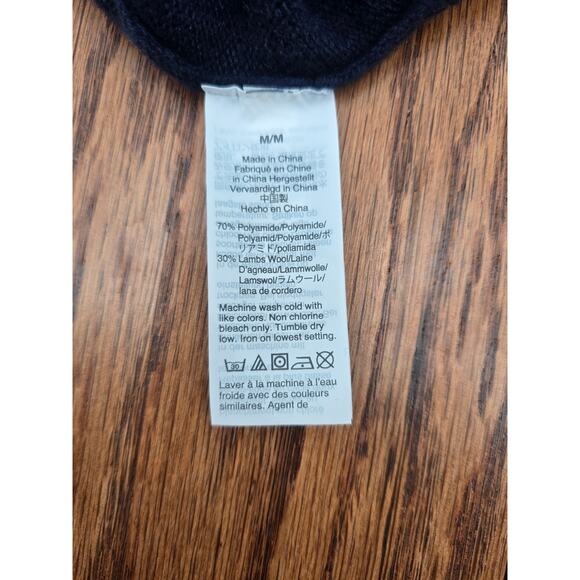 M/M
Made in China
Fabriqué en Chine
in China Hergestellt
Vervaardigd in China
中国製
Hecho en China
70% Polyamide/Polyamide/
Polyamid/Polyamide/ポ
リアミド/poliamida
30% Lambs Wool/Laine
D'agneau/Lammwolle/
Lamswol/ラムウール/
lana de cordero
Machine wash cold with
like colors. Non chlorine
bleach only. Tumble dry
low. Iron on lowest setting.
30
Laver à la machine à l'eau
froide avec des couleurs
similaires. Agent de